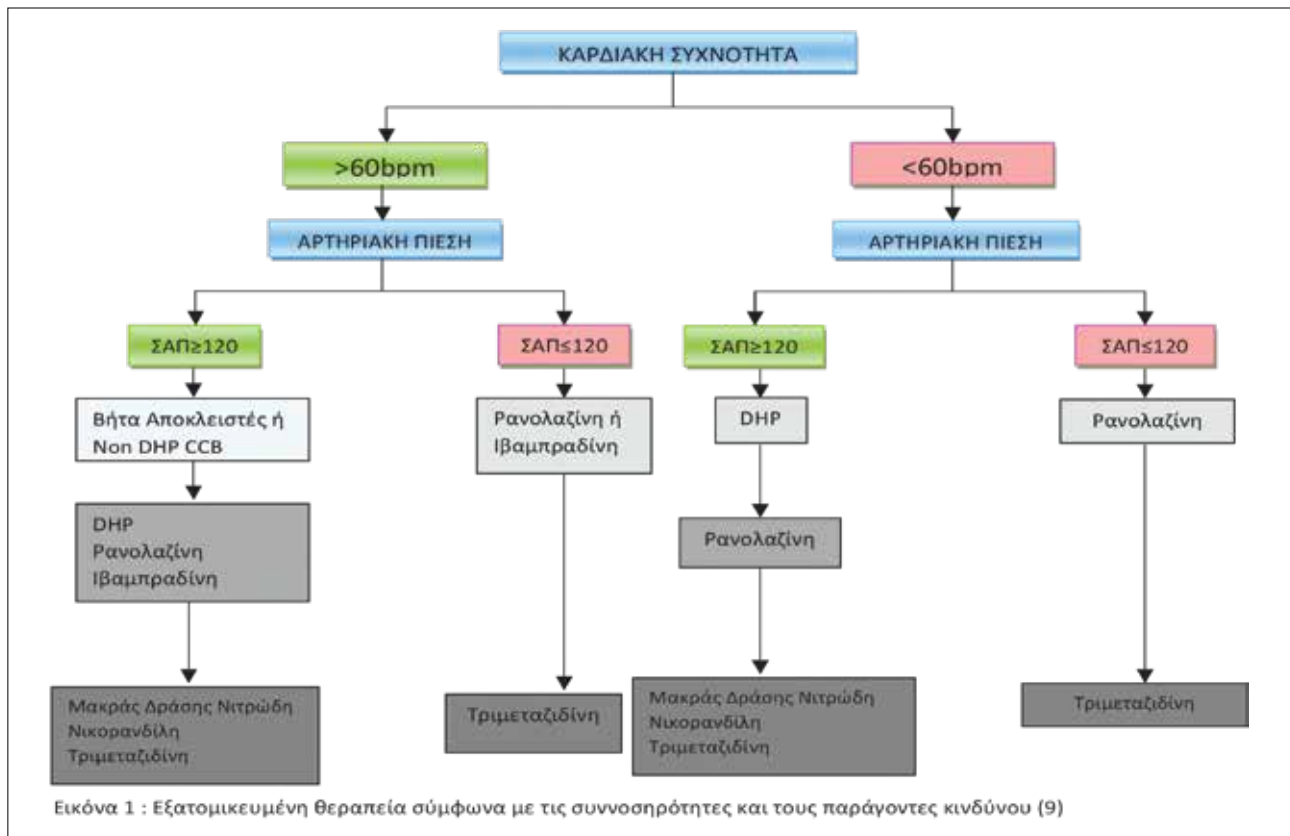 ΚΑΡΔΙΑΚΗ ΣΥΧΝΟΤΗΤΑ
>60bpm
<60bpm
ΑΡΤΗΡΙΑΚΗ ΠΙΕΣΗ
ΑΡΤΗΡΙΑΚΗ ΠΙΕΣΗ
ΣΑΠ≥120
ΣΑΠ≤120
ΣΑΠ≥120
ΣΑΠ≤120
Βήτα Αποκλειστές ή
Non DHP CCB
Ρανολαζίνη ή
Ιβαμπραδίνη
DHP
Ρανολαζίνη
DHP
Ρανολαζίνη
Ιβαμπραδίνη
Ρανολαζίνη
Μακράς Δράσης Νιτρώδη
Νικορανδίλη
Τριμεταζιδίνη
Τριμεταζιδίνη
Μακράς Δράσης Νιτρώδη
Νικορανδίλη
Τριμεταζιδίνη
Τριμεταζιδίνη
Εικόνα 1 : Εξατομικευμένη θεραπεία σύμφωνα με τις συννοσηρότητες και τους παράγοντες κινδύνου (9)